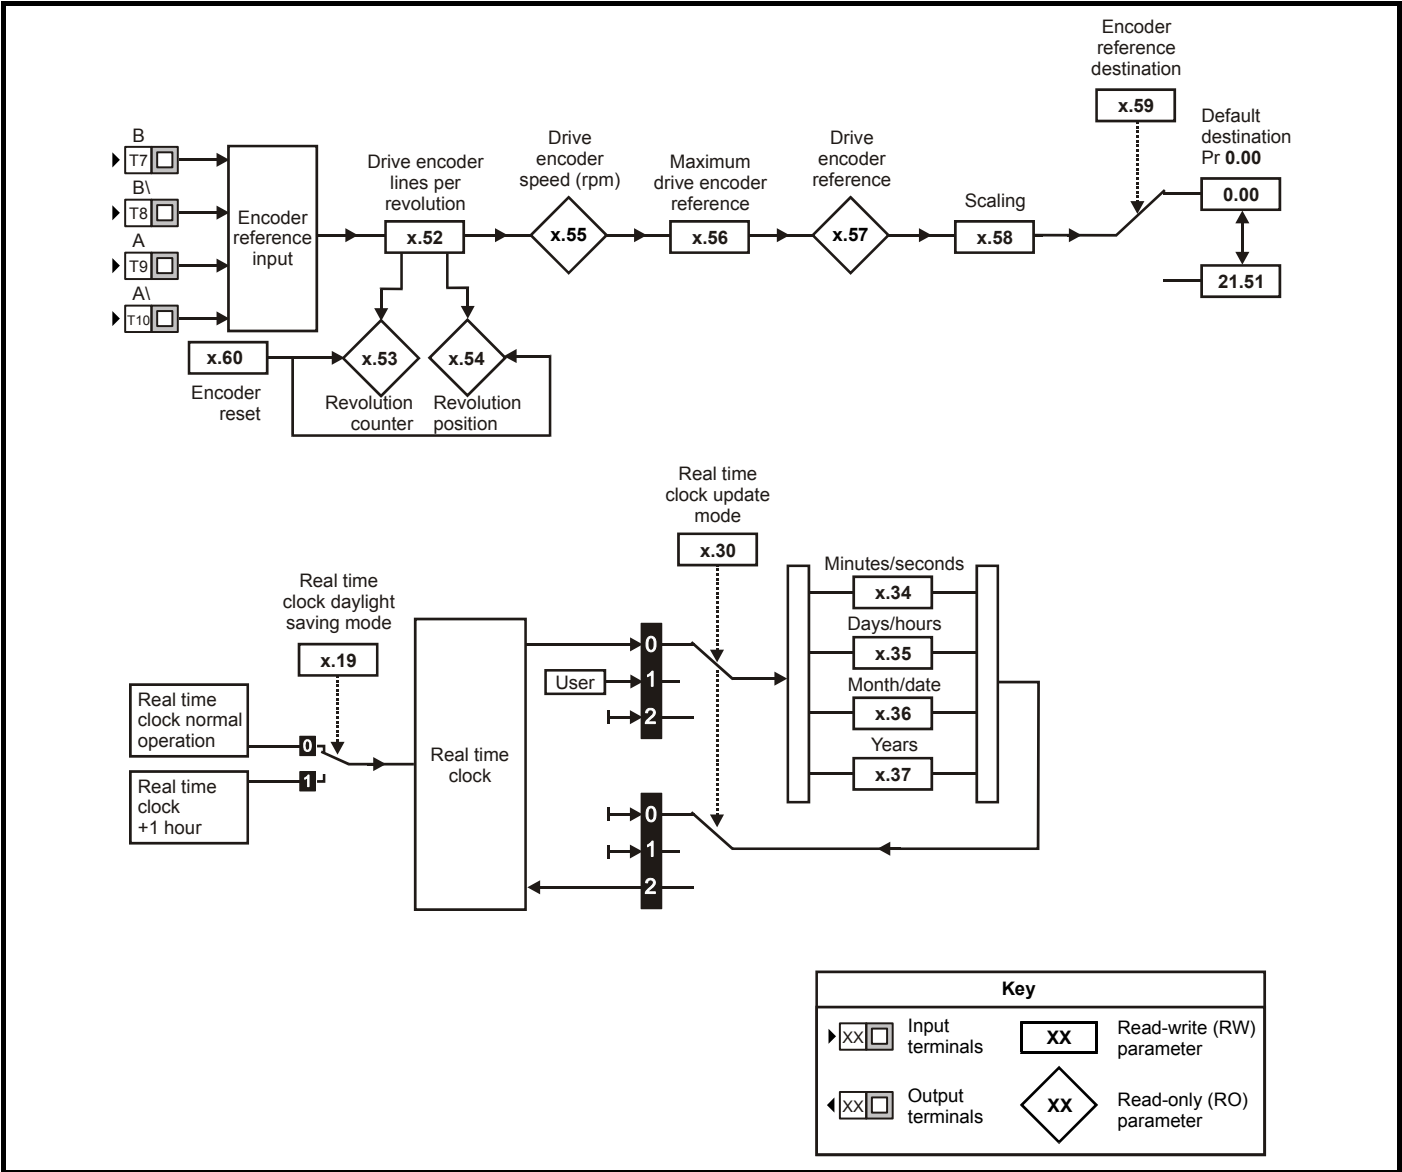 Encoder
reference
destination
x.59
Default
destination
Pr 0.00
0.00
21.51
B
T7
B\
T8
A
T9
A\
T10
Encoder
reference
input
Drive encoder
lines per
revolution
x.52
Drive
encoder
speed (rpm)
x.55
Maximum
drive encoder
reference
x.56
Drive
encoder
reference
x.57
Scaling
x.58
x.60
Encoder
reset
x.53
Revolution
counter
x.54
Revolution
position
Real time
clock update
mode
x.30
Real time
clock daylight
saving mode
x.19
Real time
clock normal
operation
0
Real time
clock
+1 hour
1
Real time
clock
User
0
1
2
0
1
2
Minutes/seconds
x.34
Days/hours
x.35
Month/date
x.36
Years
x.37
Key
XX
Input
terminals
XX
Read-write (RW)
parameter
XX
Output
terminals
XX
Read-only (RO)
parameter